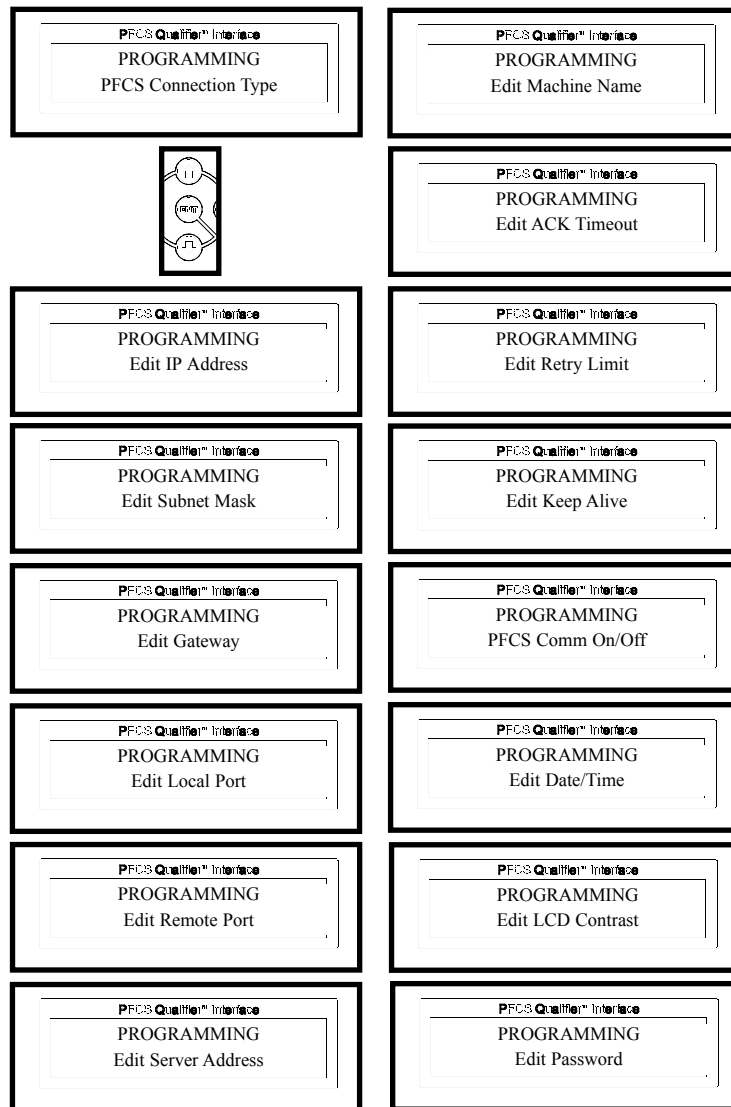 PFCS Qualifier™ Interface
PROGRAMMING
PFCS Connection Type
ENT
PFCS Qualifier™ Interface
PROGRAMMING
Edit IP Address
PFCS Qualifier™ Interface
PROGRAMMING
Edit Subnet Mask
PFCS Qualifier™ Interface
PROGRAMMING
Edit Gateway
PFCS Qualifier™ Interface
PROGRAMMING
Edit Local Port
PFCS Qualifier™ Interface
PROGRAMMING
Edit Remote Port
PFCS Qualifier™ Interface
PROGRAMMING
Edit Server Address
PFCS Qualifier™ Interface
PROGRAMMING
Edit Machine Name
PFCS Qualifier™ Interface
PROGRAMMING
Edit ACK Timeout
PFCS Qualifier™ Interface
PROGRAMMING
Edit Retry Limit
PFCS Qualifier™ Interface
PROGRAMMING
Edit Keep Alive
PFCS Qualifier™ Interface
PROGRAMMING
PFCS Comm On/Off
PFCS Qualifier™ Interface
PROGRAMMING
Edit Date/Time
PFCS Qualifier™ Interface
PROGRAMMING
Edit LCD Contrast
PFCS Qualifier™ Interface
PROGRAMMING
Edit Password